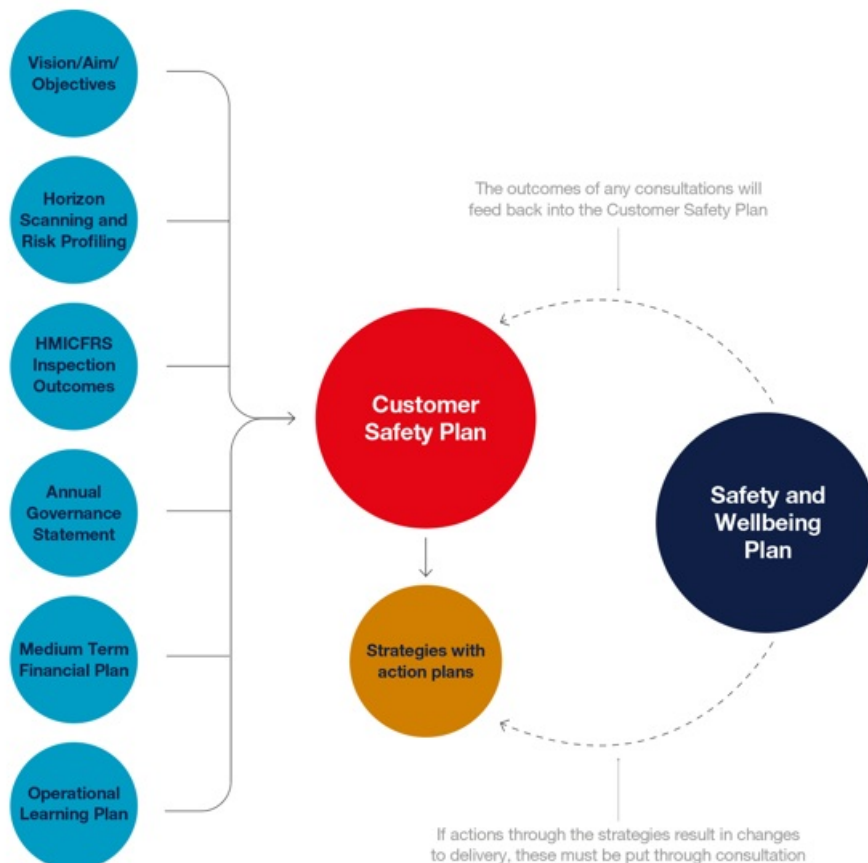 Vision/Aim/
Objectives
Horizon
Scanning and
Risk Profiling
HMICFRS
Inspection
Outcomes
Annual
Governance
Statement
Medium Term
Financial Plan
Operational
Learning Plan
Customer
Safety Plan
Strategies with
action plans
The outcomes of any consultations will
feed back into the Customer Safety Plan
Safety and
Wellbeing
Plan
If actions through the strategies result in changes
to delivery, these must be put through consultation